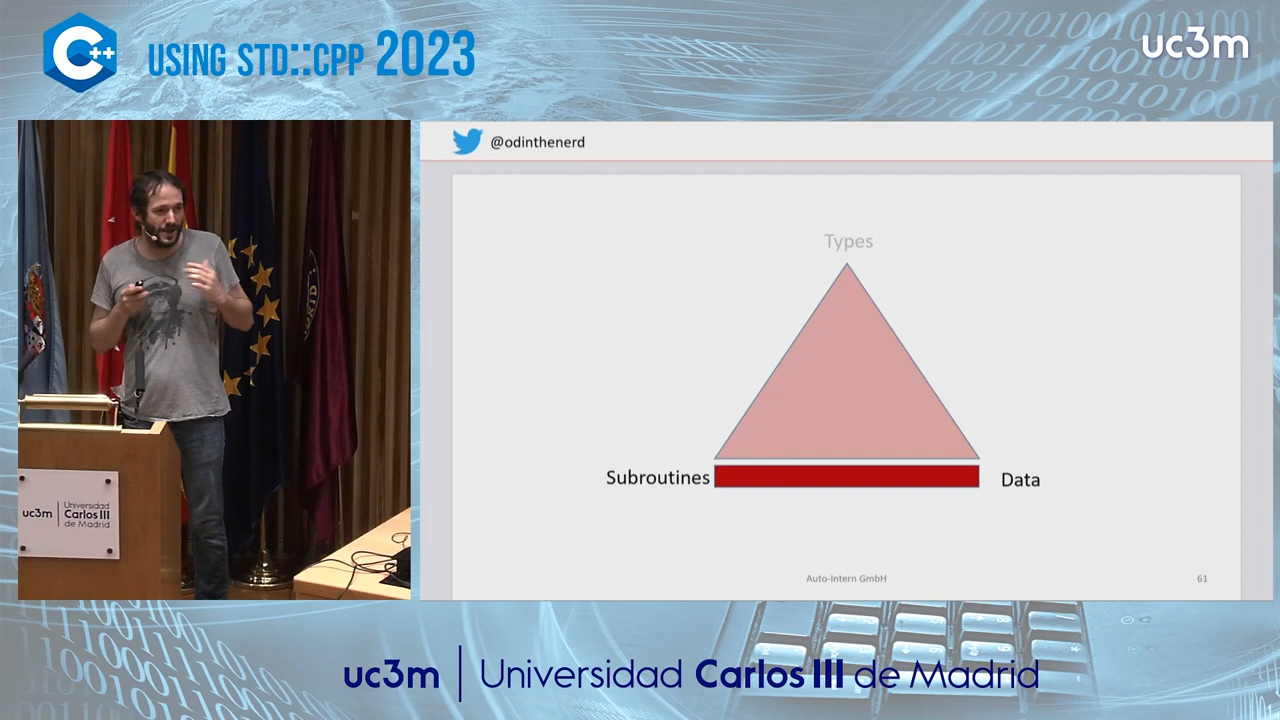 C++
USING STD::CPP 2023
uc3m
@odinthenerd
Types
Subroutines
Data
Auto-Intern GmbH
61
uc3m
Universidad
Carlos III
de Madrid
uc3m | Universidad Carlos III de Madrid